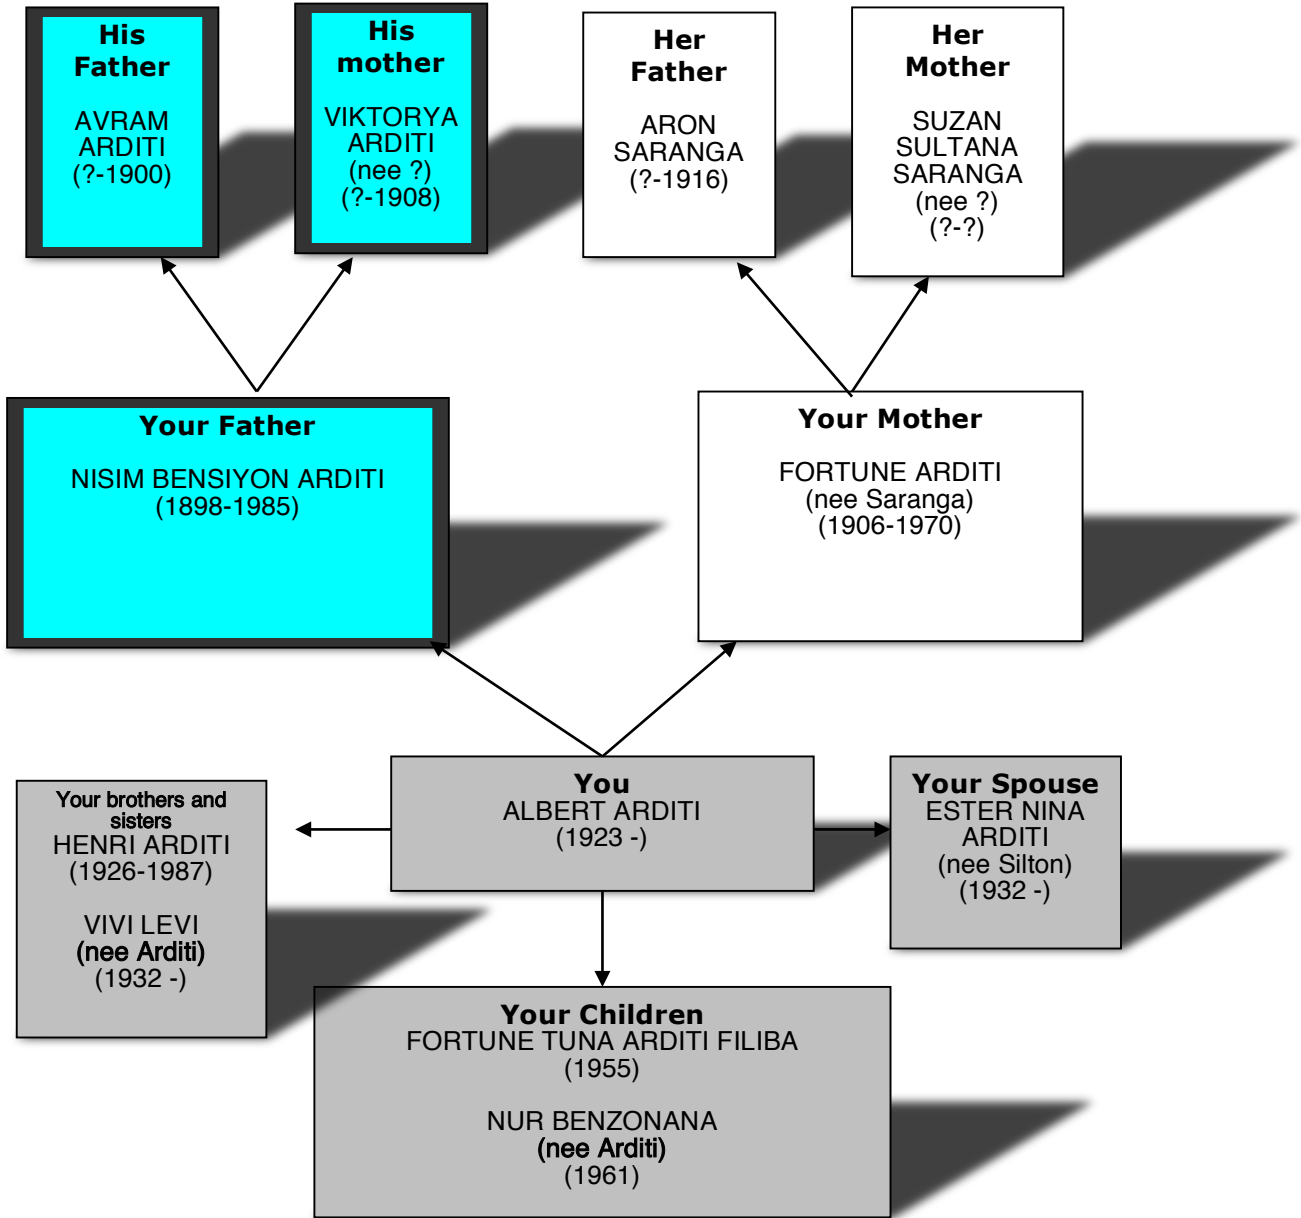 His
Father
AVRAM
ARDITI
(?-1900)
His
mother
VIKTORYA
ARDITI
(nee ?)
(?-1908)
Her
Father
ARON
SARANGA
(?-1916)
Her
Mother
SUZAN
SULTANA
SARANGA
(nee ?)
(?-?)
Your Father
NISIM BENSIYON ARDITI
(1898-1985)
Your Mother
FORTUNE ARDITI
(nee Saranga)
(1906-1970)
Your brothers and
sisters
HENRI ARDITI
(1926-1987)
VIVI LEVI
(nee Arditi)
(1932 -)
You
ALBERT ARDITI
(1923 -)
Your Spouse
ESTER NINA
ARDITI
(nee Silton)
(1932 -)
Your Children
FORTUNE TUNA ARDITI FILIBA
(1955)
NUR BENZONANA
(nee Arditi)
(1961)